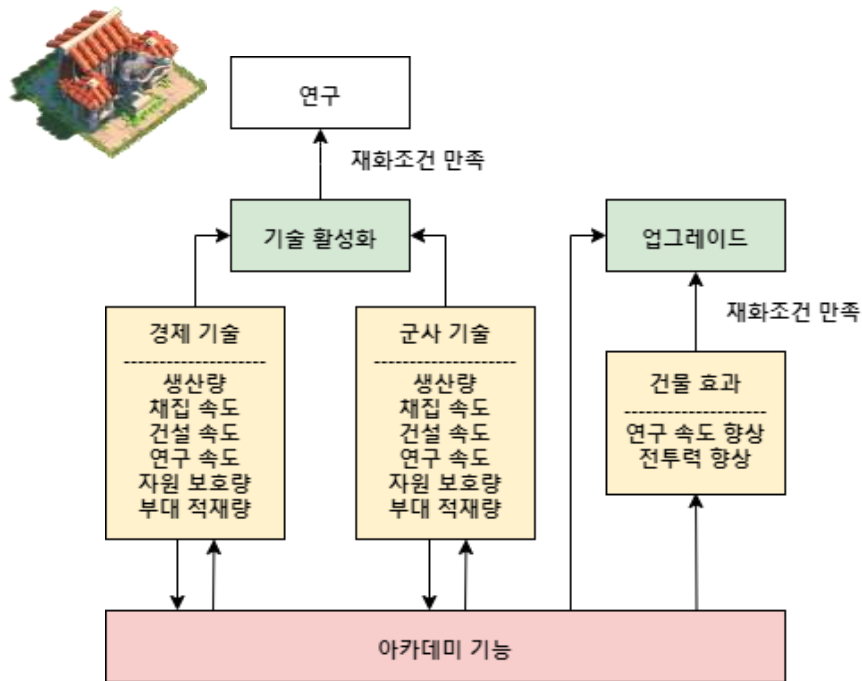 연구
재화조건 만족
기술 활성화
업그레이드
재화조건 만족
경제 기술
--------------------
생산량
채집 속도
건설 속도
연구 속도
자원 보호량
부대 적재량
군사 기술
--------------------
생산량
채집 속도
건설 속도
연구 속도
자원 보호량
부대 적재량
건물 효과
--------------------
연구 속도 향상
전투력 향상
아카데미 기능